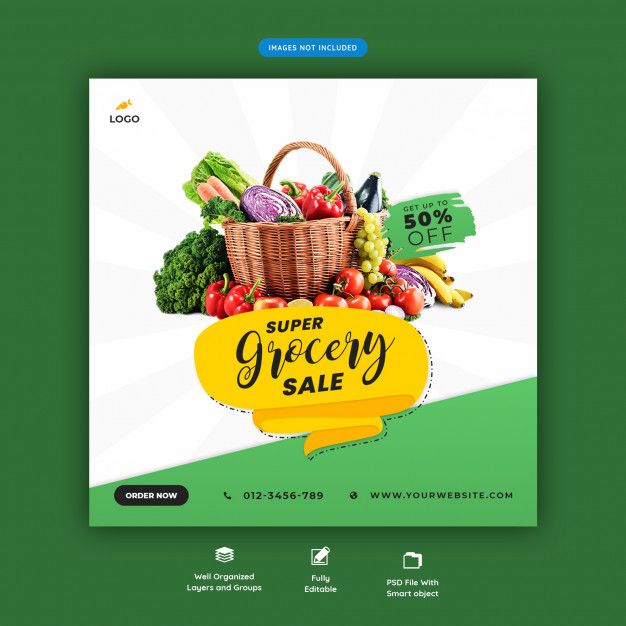 IMAGES NOT INCLUDED
LOGO
GET UP TO
50%
OFF
SUPER
Grocery
SALE
ORDER NOW
012-3456-789
WWW.YOURWEBSITE.COM
Well Organized
Layers and Groups
Fully
Editable
PSD File With
Smart object